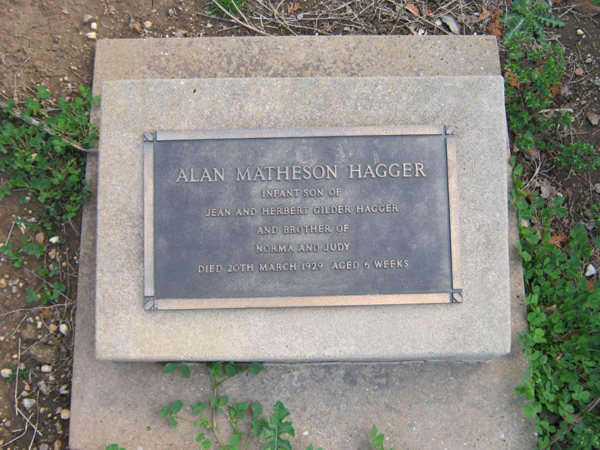 ALAN MATHESON HAGGER
INFANT SON OF
JEAN AND HERBERT GILDER HAGGER
AND BROTHER OF
NORMA AND JUDY
DIED 20TH MARCH 1929 AGED 6 WEEKS